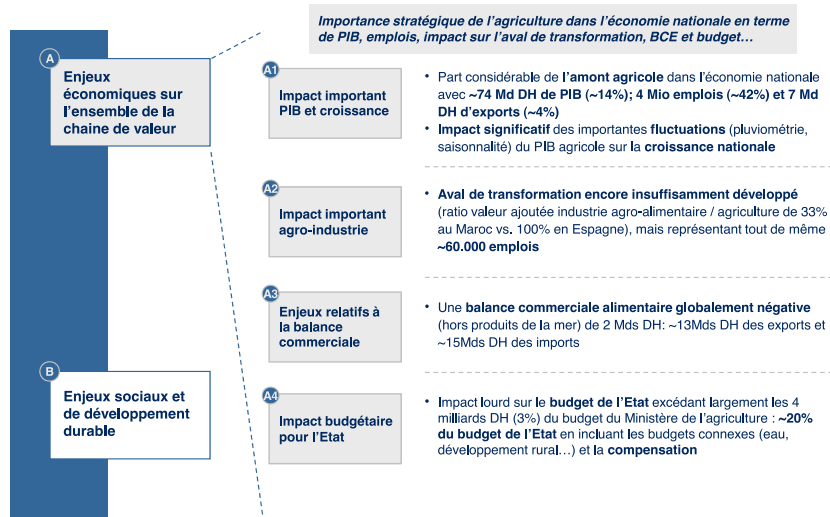 Importance stratégique de l'agriculture dans l'économie nationale en terme
de PIB, emplois, impact sur l'aval de transformation, BCE et budget…
A
Enjeux
économiques sur
l'ensemble de la
chaine de valeur
A1
Impact important
PIB et croissance
• Part considérable de l'amont agricole dans l'économie nationale
avec ~74 Md DH de PIB (~14%); 4 Mio emplois (~42%) et 7 Md
DH d'exports (~4%)
• Impact significatif des importantes fluctuations (pluviométrie,
saisonnalité) du PIB agricole sur la croissance nationale
A2
Impact important
agro-industrie
• Aval de transformation encore insuffisamment développé
(ratio valeur ajoutée industrie agro-alimentaire / agriculture de 33%
au Maroc vs. 100% en Espagne), mais représentant tout de même
~60.000 emplois
A3
Enjeux relatifs à
la balance
commerciale
• Une balance commerciale alimentaire globalement négative
(hors produits de la mer) de 2 Mds DH: ~13Mds DH des exports et
~15Mds DH des imports
B
Enjeux sociaux et
de développement
durable
A4
Impact budgétaire
pour l'Etat
• Impact lourd sur le budget de l'Etat excédant largement les 4
milliards DH (3%) du budget du Ministère de l'agriculture : ~20%
du budget de l'Etat en incluant les budgets connexes (eau,
développement rural…) et la compensation